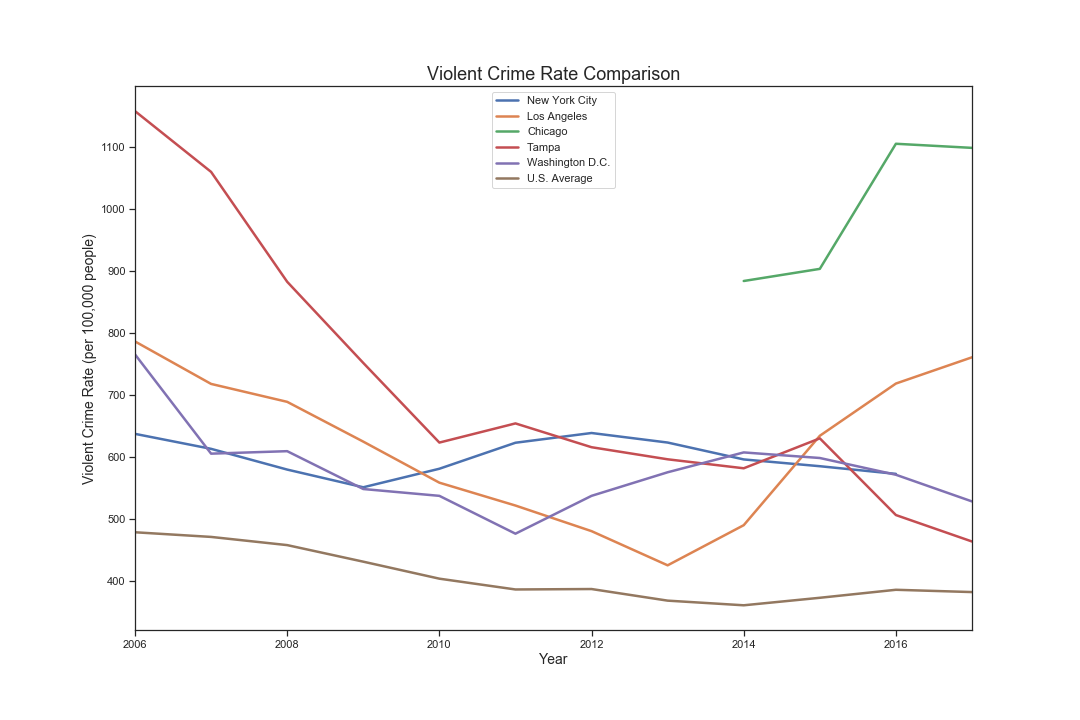 Violent Crime Rate Comparison
New York City
Los Angeles
Chicago
Tampa
Washington D.C.
U.S. Average
Violent Crime Rate (per 100,000 people)
1100
1000
900
800
700
600
500
400
2006 2008 2010 2012 2014 2016
Year